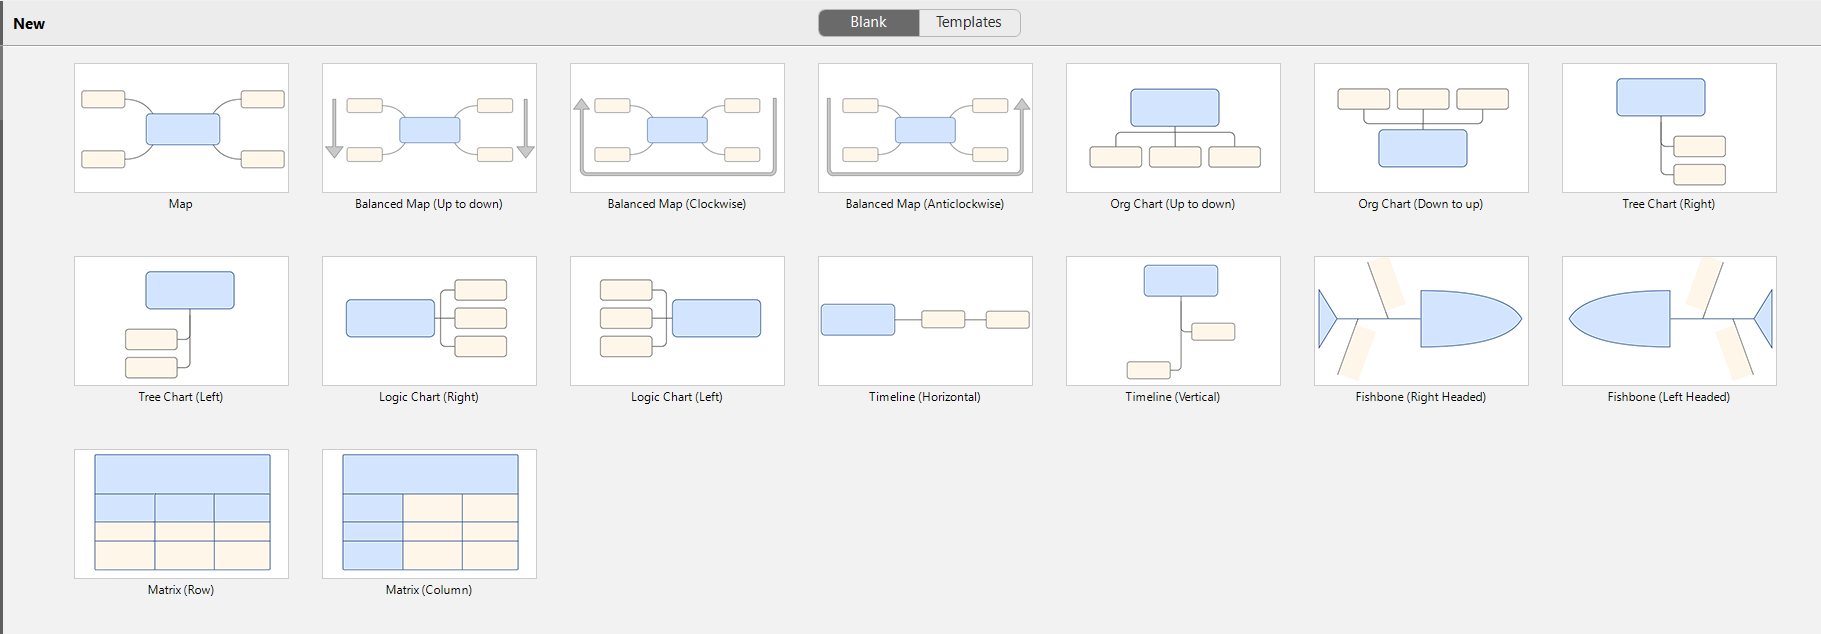 New
Blank
Templates
Map
Balanced Map (Up to down)
Balanced Map (Clockwise)
Balanced Map (Anticlockwise)
Org Chart (Up to down)
Org Chart (Down to up)
Tree Chart (Right)
Tree Chart (Left)
Logic Chart (Right)
Logic Chart (Left)
Timeline (Horizontal)
Timeline (Vertical)
Fishbone (Right Headed)
Fishbone (Left Headed)
Matrix (Row)
Matrix (Column)